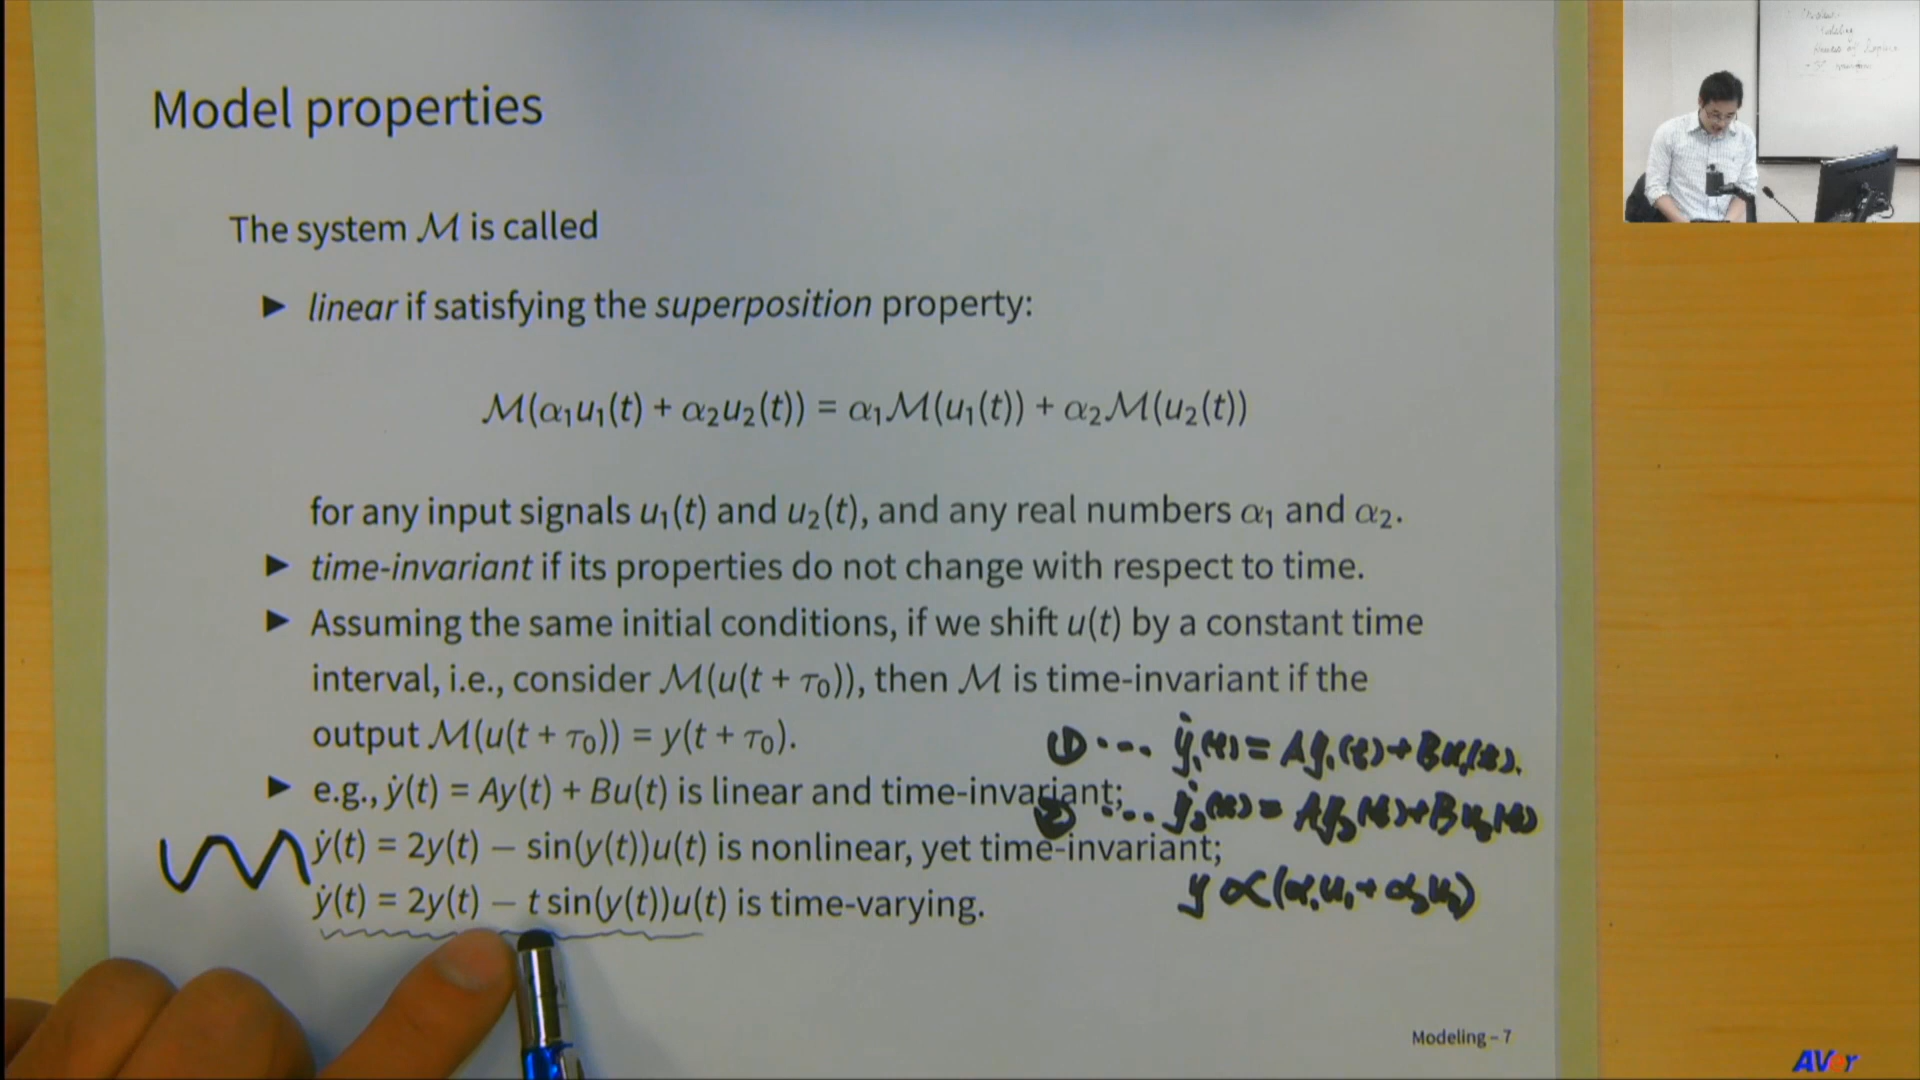 Model properties
The system ℳ is called
▶ linear if satisfying the superposition property:
ℳ(α₁u₁(t) + α₂u₂(t)) = α₁ℳ(u₁(t)) + α₂ℳ(u₂(t))
for any input signals u₁(t) and u₂(t), and any real numbers α₁ and α₂.
▶ time-invariant if its properties do not change with respect to time.
▶ Assuming the same initial conditions, if we shift u(t) by a constant time
interval, i.e., consider ℳ(u(t + τ₀)), then ℳ is time-invariant if the
output ℳ(u(t + τ₀)) = y(t + τ₀).
① ... ẏ₁(t) = Ay₁(t) + Bu₁(t).
▶ e.g., ẏ(t) = Ay(t) + Bu(t) is linear and time-invariant;
② ... ẏ₂(t) = Ay₂(t) + Bu₂(t)
ẏ(t) = 2y(t) − sin(y(t))u(t) is nonlinear, yet time-invariant;
y ∝ (α₁u₁ + α₂u₂)
ẏ(t) = 2y(t) − t sin(y(t))u(t) is time-varying.
Modeling – 7
AVer